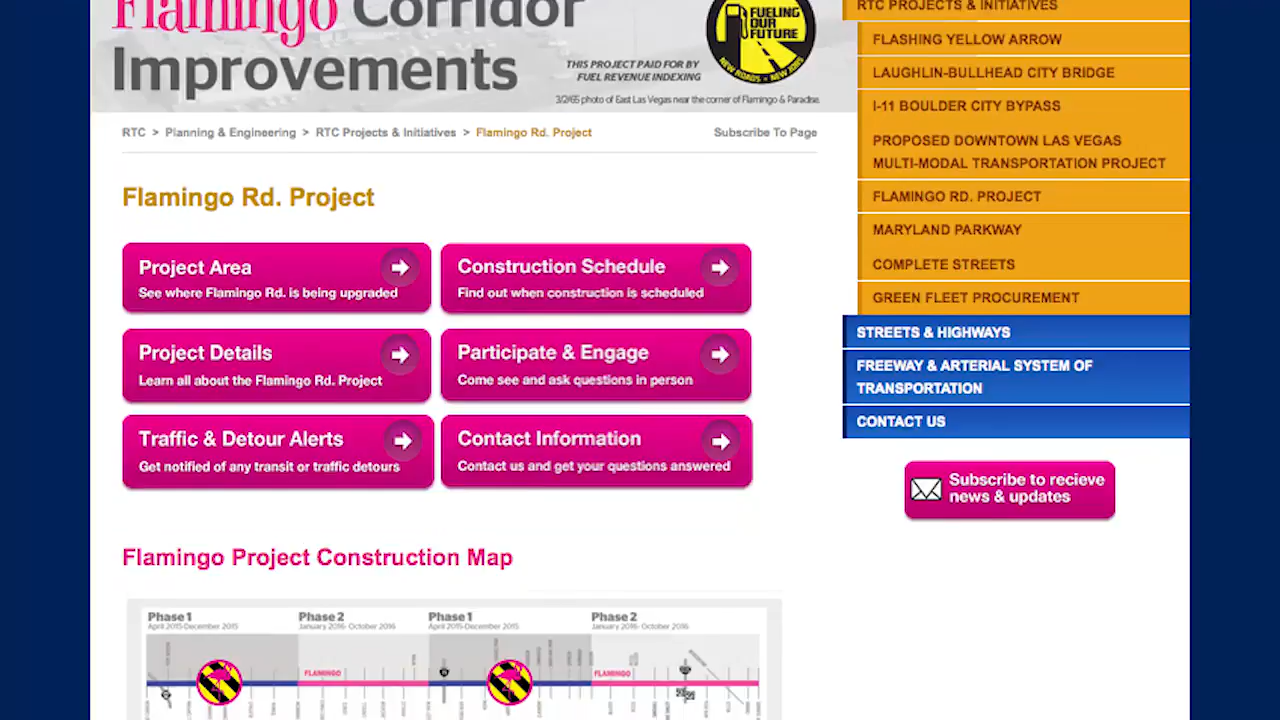 Flamingo Corridor
Improvements
THIS PROJECT PAID FOR BY
FUEL REVENUE INDEXING
FUELING
OUR
FUTURE
NEW ROADS • NEW JOBS
3/2/65 photo of East Las Vegas near the corner of Flamingo & Paradise.
RTC > Planning & Engineering > RTC Projects & Initiatives > Flamingo Rd. Project
Subscribe To Page
Flamingo Rd. Project
Project Area
See where Flamingo Rd. is being upgraded
Construction Schedule
Find out when construction is scheduled
Project Details
Learn all about the Flamingo Rd. Project
Participate & Engage
Come see and ask questions in person
Traffic & Detour Alerts
Get notified of any transit or traffic detours
Contact Information
Contact us and get your questions answered
Flamingo Project Construction Map
Phase 1
April 2015-December 2015
Phase 2
January 2016- October 2016
Phase 1
April 2015-December 2015
Phase 2
January 2016- October 2016
FLAMINGO
FLAMINGO
RTC PROJECTS & INITIATIVES
FLASHING YELLOW ARROW
LAUGHLIN-BULLHEAD CITY BRIDGE
I-11 BOULDER CITY BYPASS
PROPOSED DOWNTOWN LAS VEGAS
MULTI-MODAL TRANSPORTATION PROJECT
FLAMINGO RD. PROJECT
MARYLAND PARKWAY
COMPLETE STREETS
GREEN FLEET PROCUREMENT
STREETS & HIGHWAYS
FREEWAY & ARTERIAL SYSTEM OF
TRANSPORTATION
CONTACT US
Subscribe to recieve
news & updates